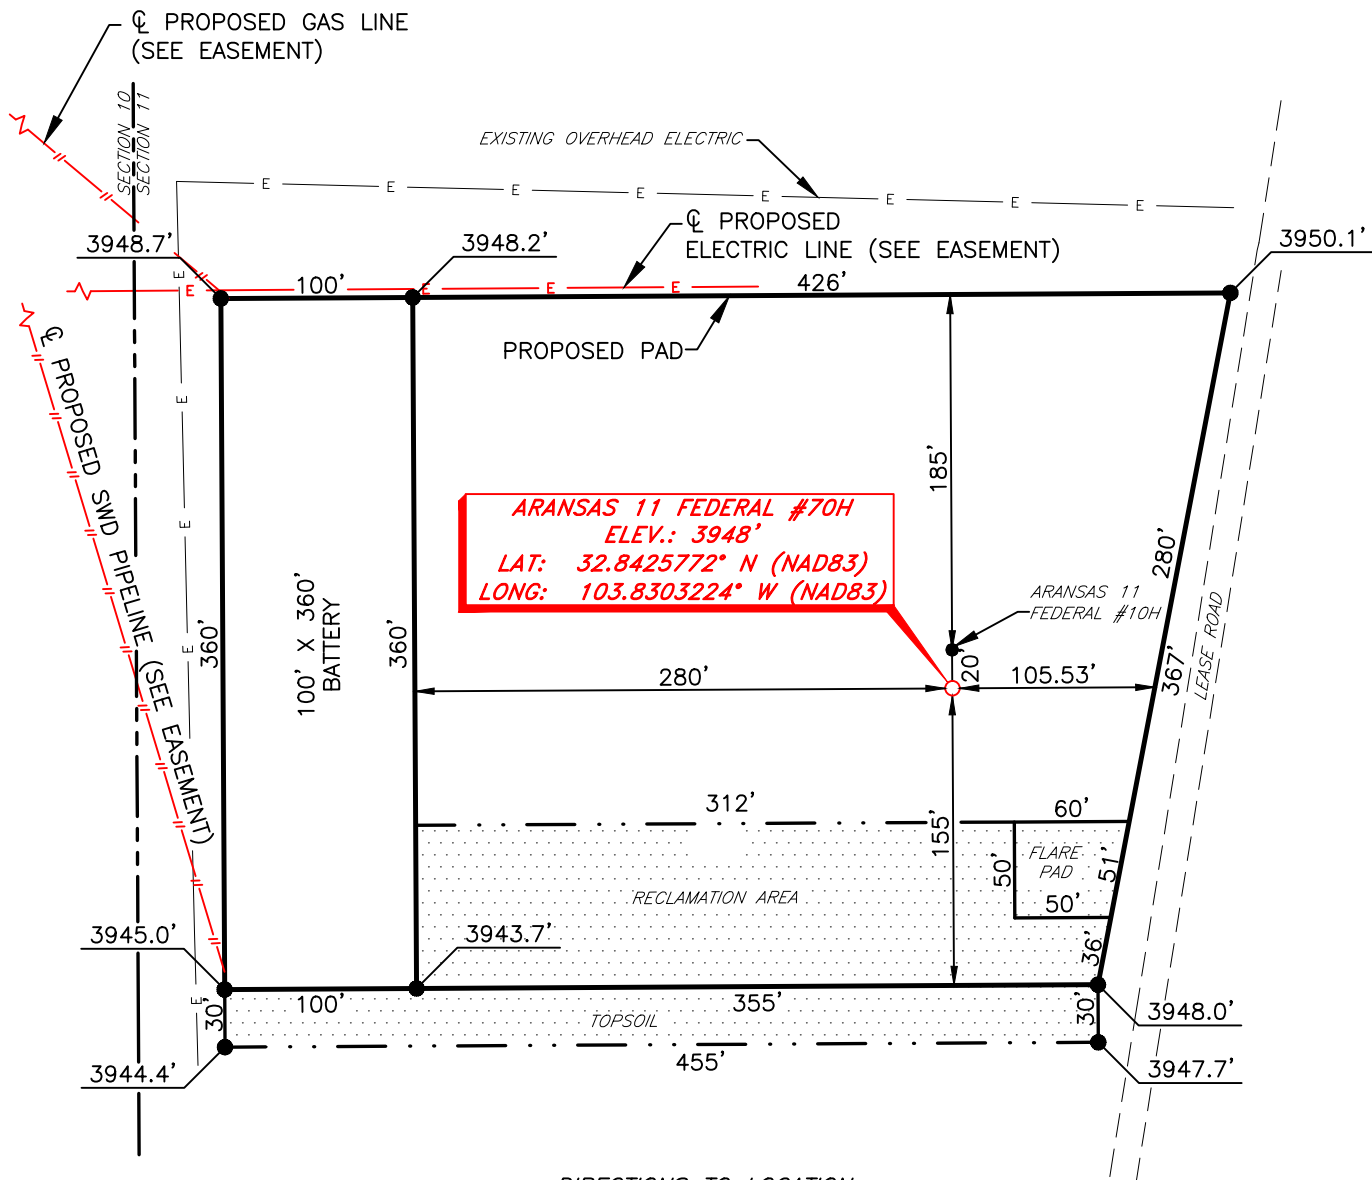 ℄ PROPOSED GAS LINE
(SEE EASEMENT)
SECTION 10
SECTION 11
EXISTING OVERHEAD ELECTRIC
E E E E E E E E
℄ PROPOSED
ELECTRIC LINE (SEE EASEMENT)
3948.7'
3948.2'
3950.1'
100'
426'
E E E E E
PROPOSED PAD
℄ PROPOSED SWD PIPELINE (SEE EASEMENT)
E
E
E
E
E
185'
ARANSAS 11 FEDERAL #70H
ELEV.: 3948'
LAT: 32.8425772° N (NAD83)
LONG: 103.8303224° W (NAD83)
280'
ARANSAS 11
FEDERAL #10H
LEASE ROAD
360'
100' X 360'
BATTERY
360'
280'
20'
105.53'
367'
312'
155'
60'
50'
FLARE
PAD
51'
50'
RECLAMATION AREA
36'
3945.0'
3943.7'
30'
100'
355'
30'
3948.0'
TOPSOIL
3944.4'
455'
3947.7'